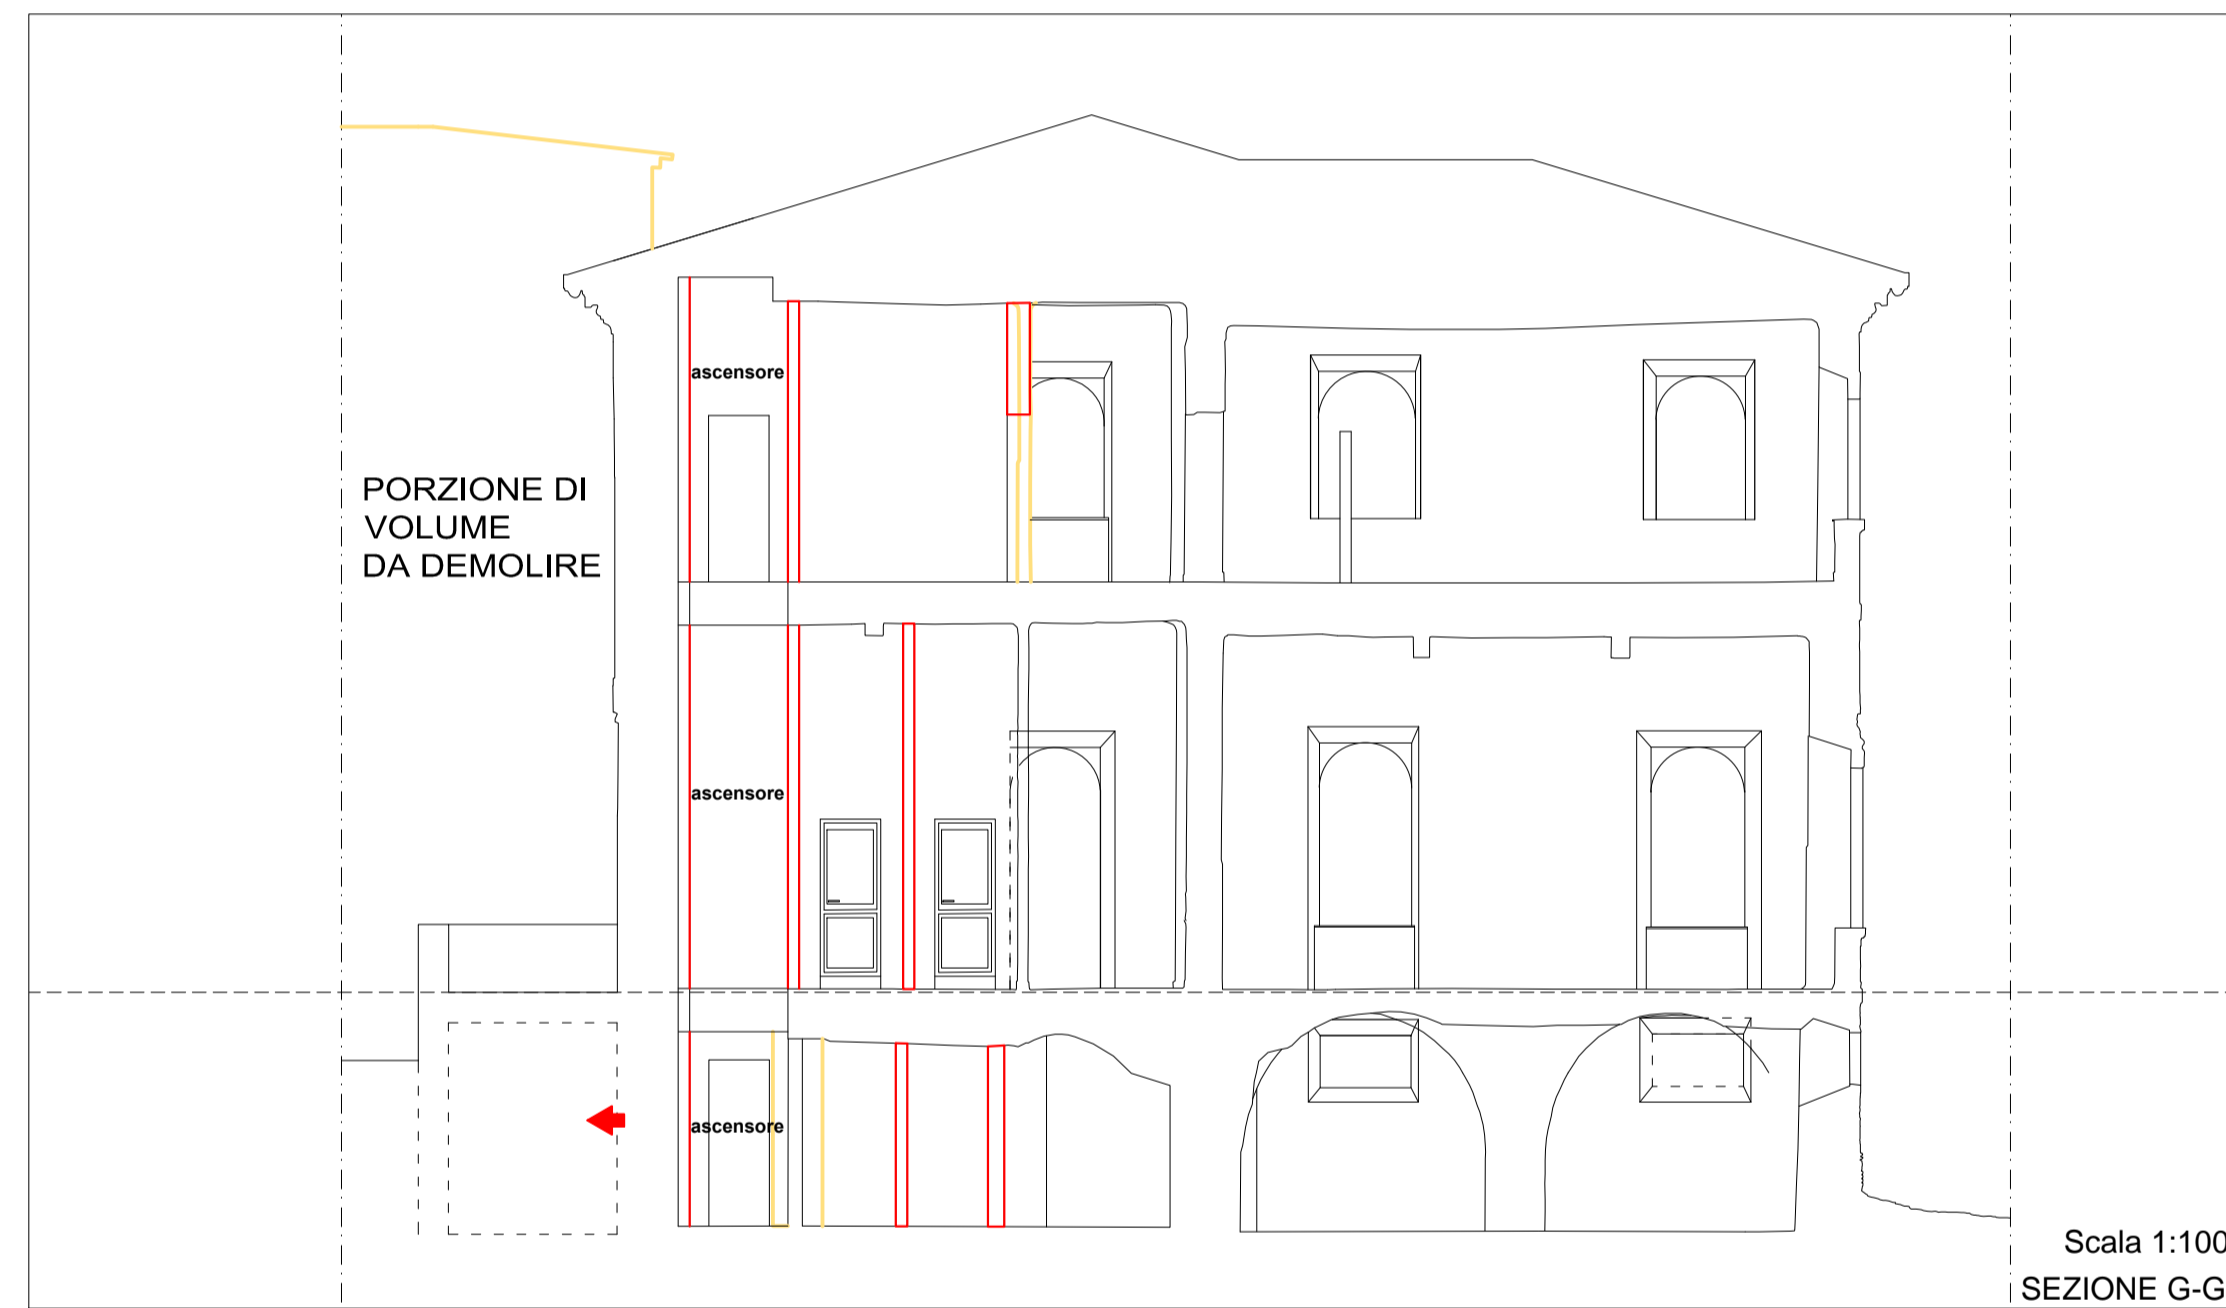 ascensore
PORZIONE DI
VOLUME
DA DEMOLIRE
ascensore
ascensore
Scala 1:100
SEZIONE G-G